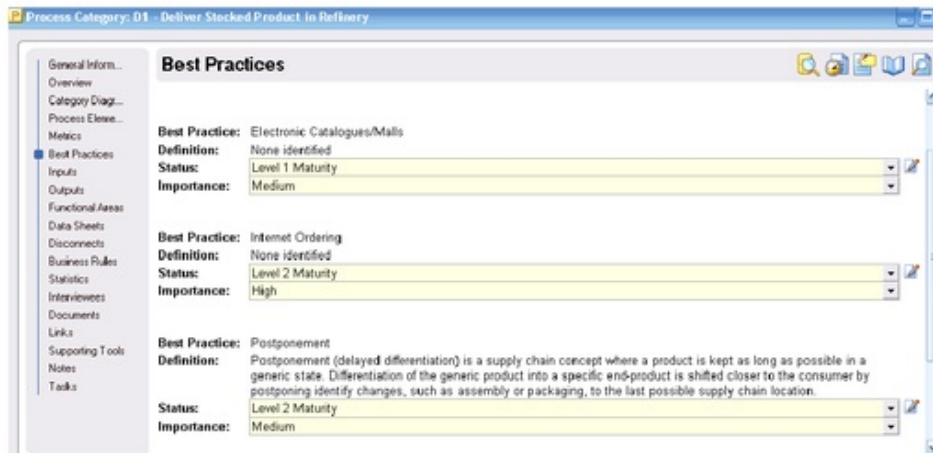 Process Category: D1 - Deliver Stocked Product in Refinery
General Inform...
Overview
Category Diagr...
Process Eleme...
Metrics
Best Practices
Inputs
Outputs
Functional Areas
Data Sheets
Disconnects
Business Rules
Statistics
Interviewees
Documents
Links
Supporting Tools
Notes
Tasks
Best Practices
Best Practice: Electronic Catalogues/Malls
Definition: None identified
Status: Level 1 Maturity
Importance: Medium
Best Practice: Internet Ordering
Definition: None identified
Status: Level 2 Maturity
Importance: High
Best Practice: Postponement
Definition: Postponement (delayed differentiation) is a supply chain concept where a product is kept as long as possible in a
generic state. Differentiation of the generic product into a specific end-product is shifted closer to the consumer by
postponing identify changes, such as assembly or packaging, to the last possible supply chain location.
Status: Level 2 Maturity
Importance: Medium